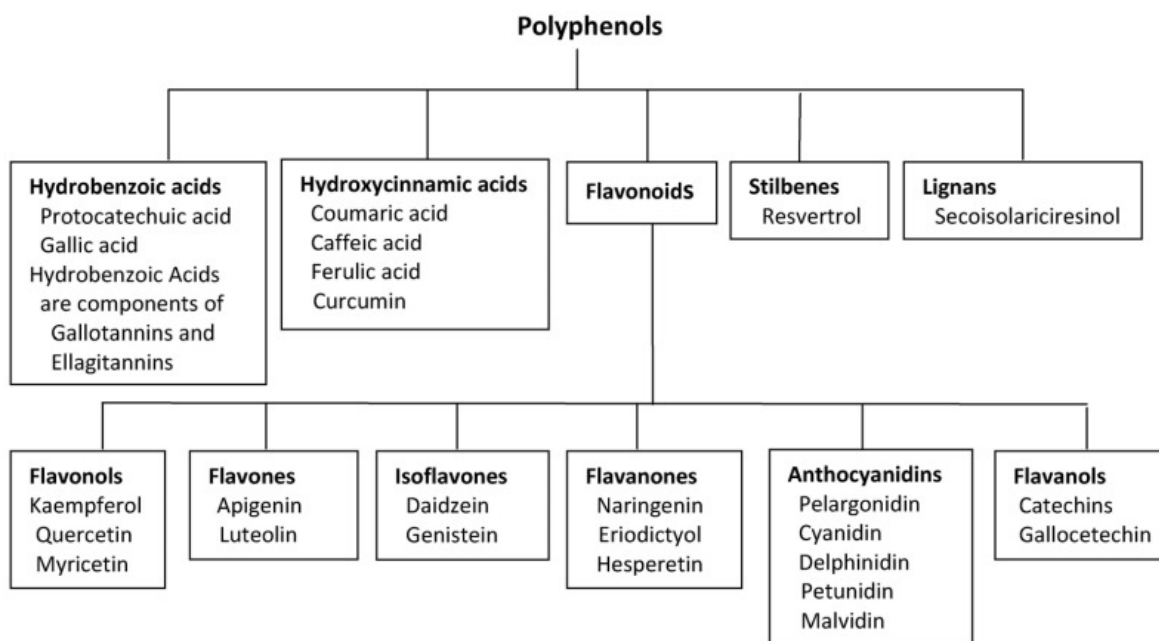 Polyphenols
Hydrobenzoic acids
Protocatechuic acid
Gallic acid
Hydrobenzoic Acids
are components of
Gallotannins and
Ellagitannins
Hydroxycinnamic acids
Coumaric acid
Caffeic acid
Ferulic acid
Curcumin
Flavonoids
Stilbenes
Resvertrol
Lignans
Secoisolariciresinol
Flavonols
Kaempferol
Quercetin
Myricetin
Flavones
Apigenin
Luteolin
Isoflavones
Daidzein
Genistein
Flavanones
Naringenin
Eriodictyol
Hesperetin
Anthocyanidins
Pelargonidin
Cyanidin
Delphinidin
Petunidin
Malvidin
Flavanols
Catechins
Gallocetechin